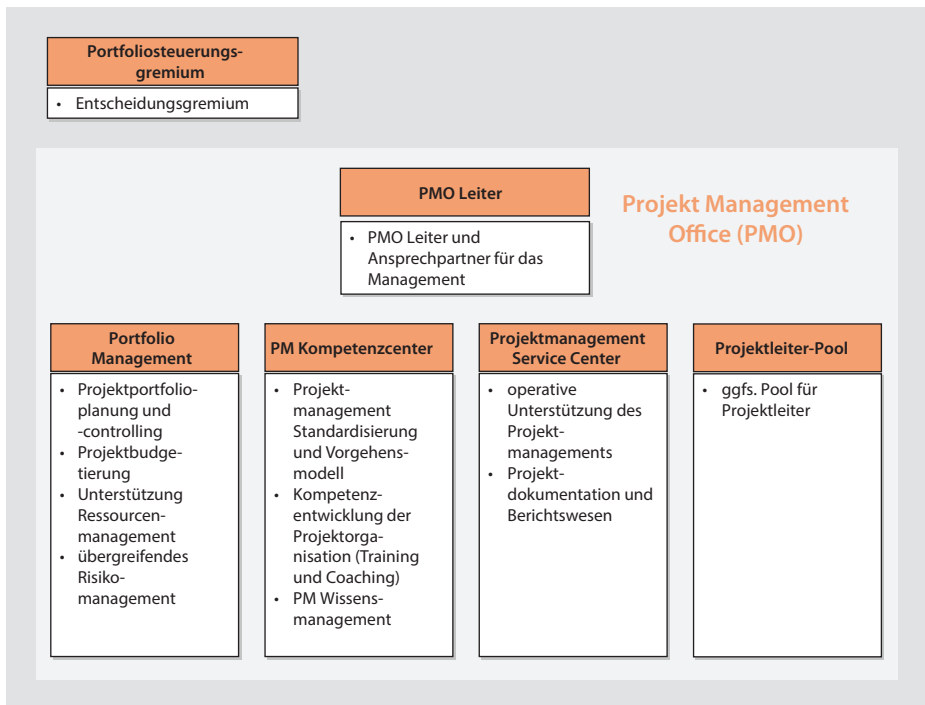 Portfoliosteuerungs-
gremium
• Entscheidungsgremium
PMO Leiter
• PMO Leiter und
Ansprechpartner für das
Management
Projekt Management
Office (PMO)
Portfolio
Management
• Projektportfolio-
planung und
-controlling
• Projektbudge-
tierung
• Unterstützung
Ressourcen-
management
• übergreifendes
Risiko-
management
PM Kompetenzcenter
• Projekt-
management
Standardisierung
und Vorgehens-
modell
• Kompetenz-
entwicklung der
Projektorga-
nisation (Training
und Coaching)
• PM Wissens-
management
Projektmanagement
Service Center
• operative
Unterstützung des
Projekt-
managements
• Projekt-
dokumentation und
Berichtswesen
Projektleiter-Pool
• ggfs. Pool für
Projektleiter